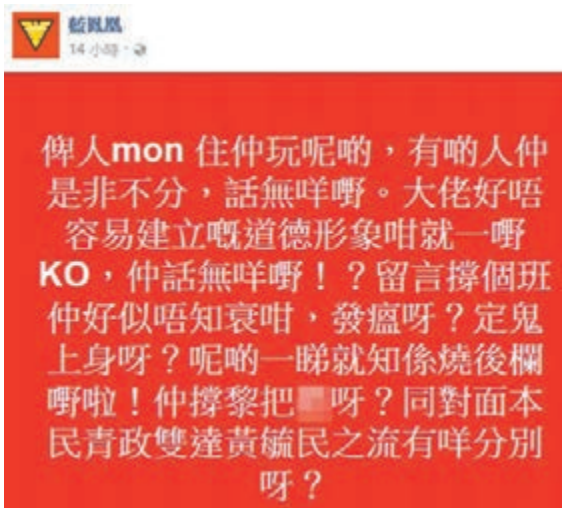 藍鳳凰
14 小時 ·
俾人mon 住仲玩呢啲，有啲人仲
是非不分，話無咩嘢。大佬好唔
容易建立嘅道德形象咁就一嘢
KO，仲話無咩嘢！？留言撐個班
仲好似唔知衰咁，發瘟呀？定鬼
上身呀？呢啲一睇就知係燒後欄
嘢啦！仲撐黎把 呀？同對面本
民青政雙達黃毓民之流有咩分別
呀？